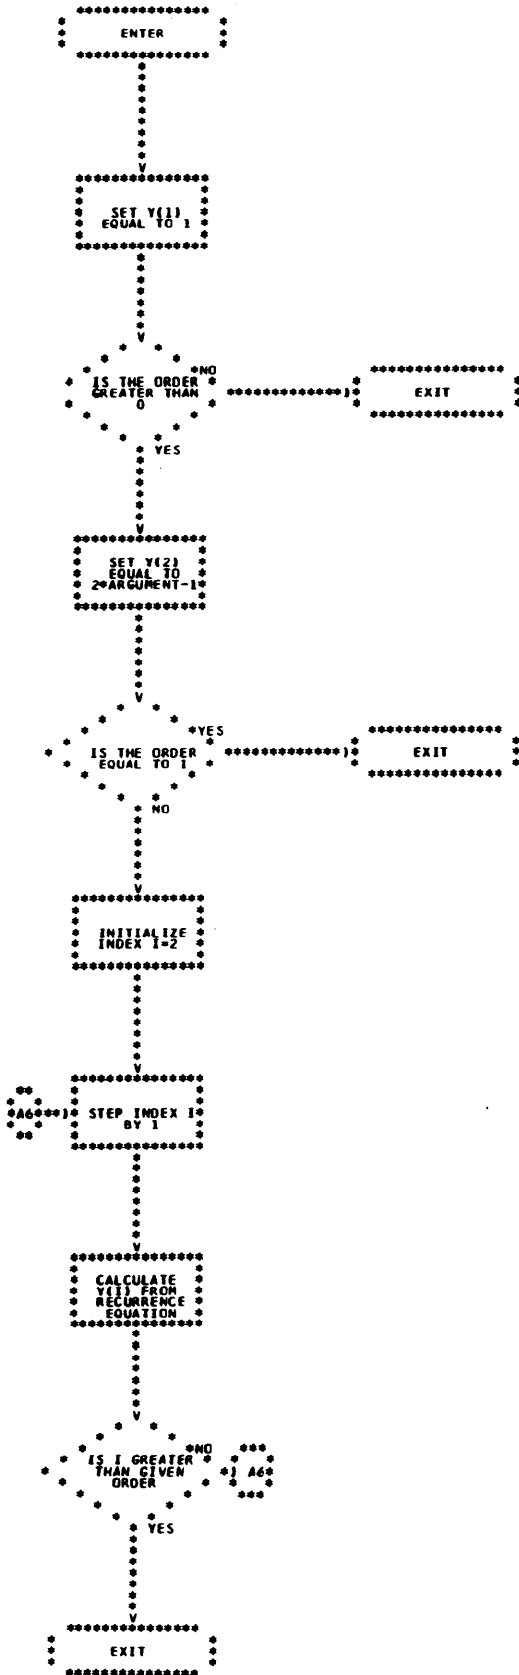 ENTER
SET Y(1)
EQUAL TO 1
NO
IS THE ORDER
GREATER THAN
0
EXIT
YES
SET Y(2)
EQUAL TO
2*ARGUMENT-1
YES
IS THE ORDER
EQUAL TO 1
EXIT
NO
INITIALIZE
INDEX I=2
A6
STEP INDEX I
BY 1
CALCULATE
Y(I) FROM
RECURRENCE
EQUATION
NO
IS I GREATER
THAN GIVEN
ORDER
A6
YES
EXIT